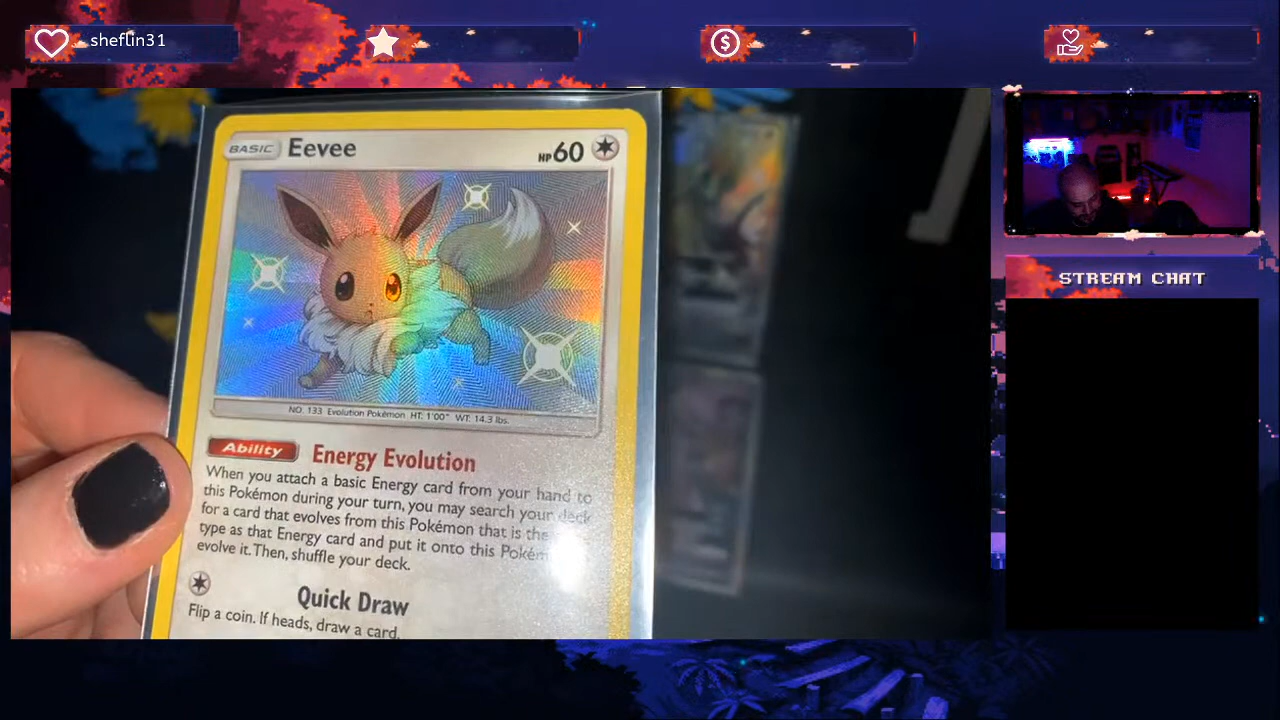 sheflin31
BASIC Eevee HP60
NO. 133 Evolution Pokémon HT: 1'00" WT: 14.3 lbs.
Ability Energy Evolution
When you attach a basic Energy card from your hand to
this Pokémon during your turn, you may search your deck
for a card that evolves from this Pokémon that is the
type as that Energy card and put it onto this Pokém
evolve it. Then, shuffle your deck.
Quick Draw
Flip a coin. If heads, draw a card.
STREAM CHAT